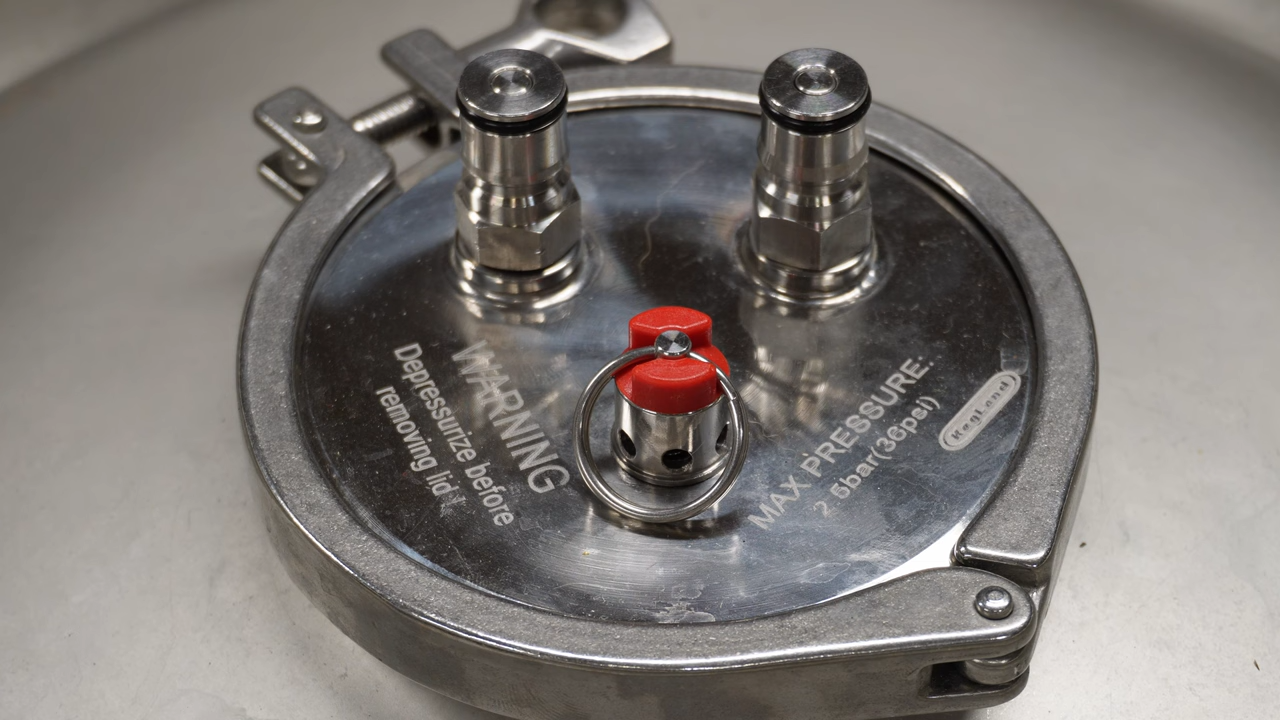 WARNING
Depressurize before
removing lid
MAX PRESSURE:
2.5bar(36psi)
KegLand